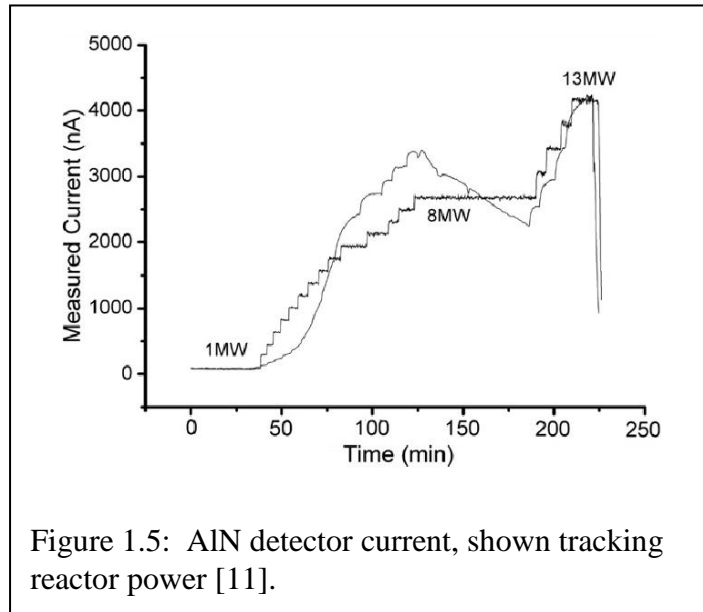 5000
4000
3000
2000
1000
0
Measured Current (nA)
1MW
8MW
13MW
0 50 100 150 200 250
Time (min)
Figure 1.5:  AlN detector current, shown tracking
reactor power [11].